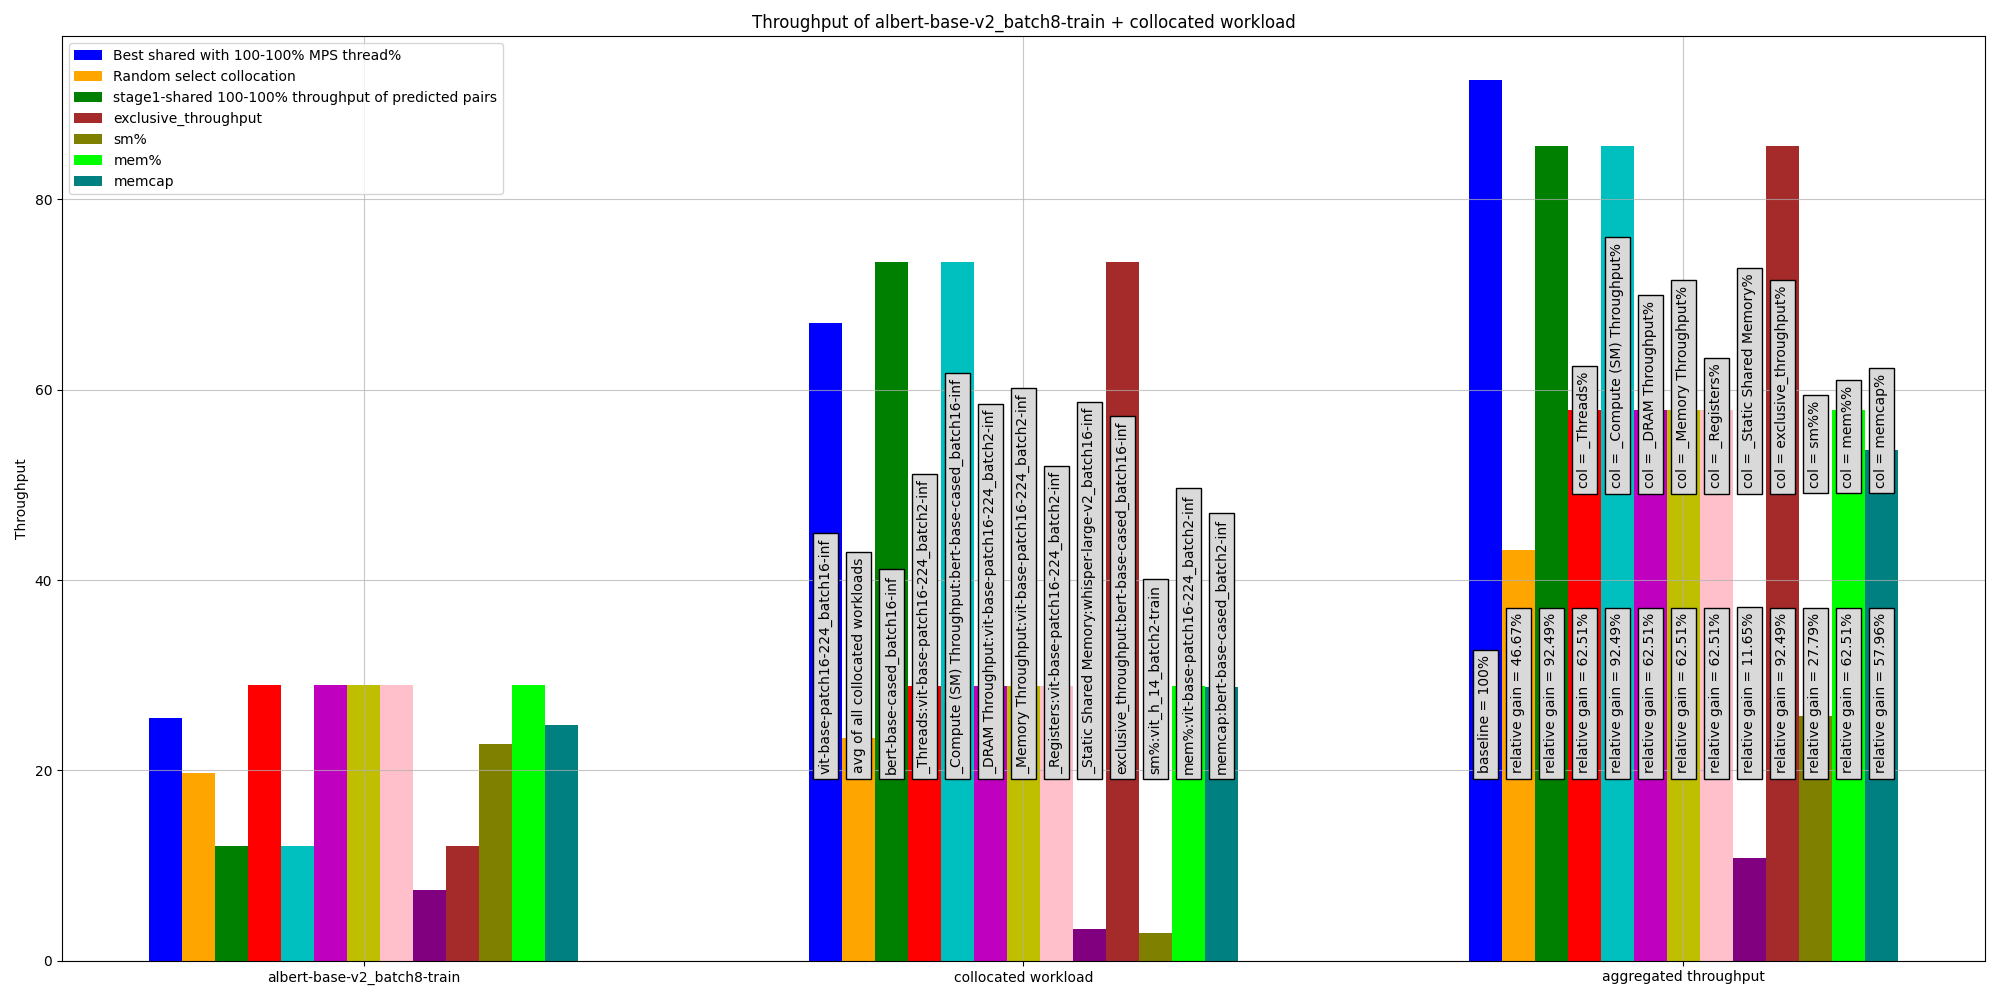 Throughput of albert-base-v2_batch8-train + collocated workload
Best shared with 100-100% MPS thread%
Random select collocation
stage1-shared 100-100% throughput of predicted pairs
exclusive_throughput
sm%
mem%
memcap
Throughput
80
60
40
20
0
vit-base-patch16-224_batch16-inf
avg of all collocated workloads
bert-base-cased_batch16-inf
_Threads:vit-base-patch16-224_batch2-inf
_Compute (SM) Throughput:bert-base-cased_batch16-inf
_DRAM Throughput:vit-base-patch16-224_batch2-inf
_Memory Throughput:vit-base-patch16-224_batch2-inf
_Registers:vit-base-patch16-224_batch2-inf
_Static Shared Memory:whisper-large-v2_batch16-inf
exclusive_throughput:bert-base-cased_batch16-inf
sm%:vit_h_14_batch2-train
mem%:vit-base-patch16-224_batch2-inf
memcap:bert-base-cased_batch2-inf
col = _Threads%
col = _Compute (SM) Throughput%
col = _DRAM Throughput%
col = _Memory Throughput%
col = _Registers%
col = _Static Shared Memory%
col = exclusive_throughput%
col = sm%%
col = mem%%
col = memcap%
baseline = 100%
relative gain = 46.67%
relative gain = 92.49%
relative gain = 62.51%
relative gain = 92.49%
relative gain = 62.51%
relative gain = 62.51%
relative gain = 62.51%
relative gain = 11.65%
relative gain = 92.49%
relative gain = 27.79%
relative gain = 62.51%
relative gain = 57.96%
albert-base-v2_batch8-train
collocated workload
aggregated throughput